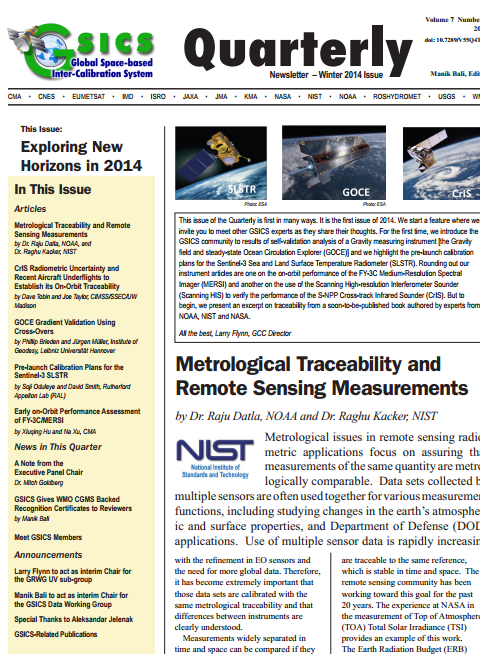 GSICS
Global Space-based
Inter-Calibration System
Quarterly
Newsletter – Winter 2014 Issue
Volume 7
doi:
Manik Bali,
CMA • CNES • EUMETSAT • IMD • ISRO • JAXA • JMA • KMA • NASA • NIST • NOAA • ROSHYDROMET • USGS •
This Issue:
Exploring New
Horizons in 2014
In This Issue
Articles
Metrological Traceability and Remote
Sensing Measurements
by Dr. Raju Datla, NOAA, and
Dr. Raghu Kacker, NIST
CrIS Radiometric Uncertainty and
Recent Aircraft Underflights to
Establish its On-Orbit Traceability
by Dave Tobin and Joe Taylor, CIMSS/SSEC/UW
Madison
GOCE Gradient Validation Using
Cross-Overs
by Phillip Brieden and Jürgen Müller, Institute of
Geodesy, Leibniz Universität Hannover
Pre-launch Calibration Plans for the
Sentinel-3 SLSTR
by Saji Oduleye and David Smith, Rutherford
Appelton Lab (RAL)
Early on-Orbit Performance Assessment
of FY-3C/MERSI
by Xiuqing Hu and Na Xu, CMA
News in This Quarter
A Note from the
Executive Panel Chair
Dr. Mitch Goldberg
GSICS Gives WMO CGMS Backed
Recognition Certificates to Reviewers
by Manik Bali
Meet GSICS Members
Announcements
Larry Flynn to act as interim Chair for
the GRWG UV sub-group
Manik Bali to act as interim Chair for
the GSICS Data Working Group
Special Thanks to Aleksandar Jelenak
GSICS-Related Publications
SLSTR
GOCE
CrIS
Photo: ESA
Photo: ESA
This issue of the Quarterly is first in many ways. It is the first issue of 2014. We start a feature where we
invite you to meet other GSICS experts as they share their thoughts. For the first time, we introduce the
GSICS community to results of self-validation analysis of a Gravity measuring instrument [the Gravity
field and steady-state Ocean Circulation Explorer (GOCE)] and we highlight the pre-launch calibration
plans for the Sentinel-3 Sea and Land Surface Temperature Radiometer (SLSTR). Rounding out our
instrument articles are one on the on-orbit performance of the FY-3C Medium-Resolution Spectral
Imager (MERSI) and another on the use of the Scanning High-resolution Interferometer Sounder
(Scanning HIS) to verify the performance of the S-NPP Cross-track Infrared Sounder (CrIS). But to
begin, we present an excerpt on traceability from a soon-to-be published book authored by experts from
NOAA, NIST and NASA.
All the best, Larry Flynn, GCC Director
Metrological Traceability and
Remote Sensing Measurements
by Dr. Raju Datla, NOAA and Dr. Raghu Kacker, NIST
NIST
National Institute of
Standards and Technology
Metrological issues in remote sensing radio
metric applications focus on assuring
measurements of the same quantity are metro
logically comparable. Data sets collected
multiple sensors are often used together for various
functions, including studying changes in the earth's
ic and surface properties, and Department of Defense
applications. Use of multiple sensor data is rapidly
with the refinement in EO sensors and
the need for more global data. Therefore,
it has become extremely important that
those data sets are calibrated with the
same metrological traceability and that
differences between instruments are
clearly understood.
Measurements widely separated in
time and space can be compared if they
are traceable to the same reference,
which is stable in time and space. The
remote sensing community has been
working toward this goal for the past
20 years. The experience at NASA in
the measurement of Top of Atmosphere
(TOA) Total Solar Irradiance (TSI)
provides an example of this work.
The Earth Radiation Budget (ERB)